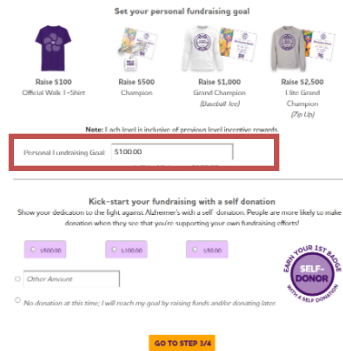 Set your personal fundraising goal
Raise $100
Official Walk T-Shirt
Raise $500
Champion
Raise $1,000
Grand Champion
(Baseball Tee)
Raise $2,500
Elite Grand
Champion
(Zip Up)
Note: Each level is inclusive of previous level incentive rewards
Personal Fundraising Goal: $100.00
Kick-start your fundraising with a self donation
Show your dedication to the fight against Alzheimer's with a self donation. People are more likely to make
donation when they see that you're supporting your own fundraising efforts!
$100.00
$50.00
EARN YOUR 1ST BADGE
SELF-
DONOR
WITH A SELF DONATION
Other Amount
No donation at this time; I will reach my goal by raising funds and/or donating later
GO TO STEP 3/4